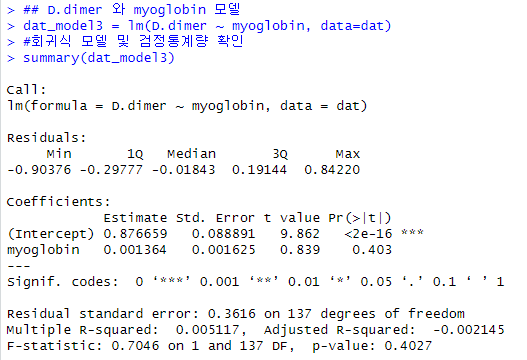 > ## D.dimer 와 myoglobin 모델
> dat_model3 = lm(D.dimer ~ myoglobin, data=dat)
> #회귀식 모델 및 검정통계량 확인
> summary(dat_model3)

Call:
lm(formula = D.dimer ~ myoglobin, data = dat)

Residuals:
     Min       1Q   Median       3Q      Max
-0.90376 -0.29777 -0.01843  0.19144  0.84220

Coefficients:
            Estimate Std. Error t value Pr(>|t|)
(Intercept) 0.876659   0.088891   9.862   <2e-16 ***
myoglobin   0.001364   0.001625   0.839    0.403
---
Signif. codes:  0 ‘***’ 0.001 ‘**’ 0.01 ‘*’ 0.05 ‘.’ 0.1 ‘ ’ 1

Residual standard error: 0.3616 on 137 degrees of freedom
Multiple R-squared:  0.005117,	Adjusted R-squared:  -0.002145
F-statistic: 0.7046 on 1 and 137 DF,  p-value: 0.4027